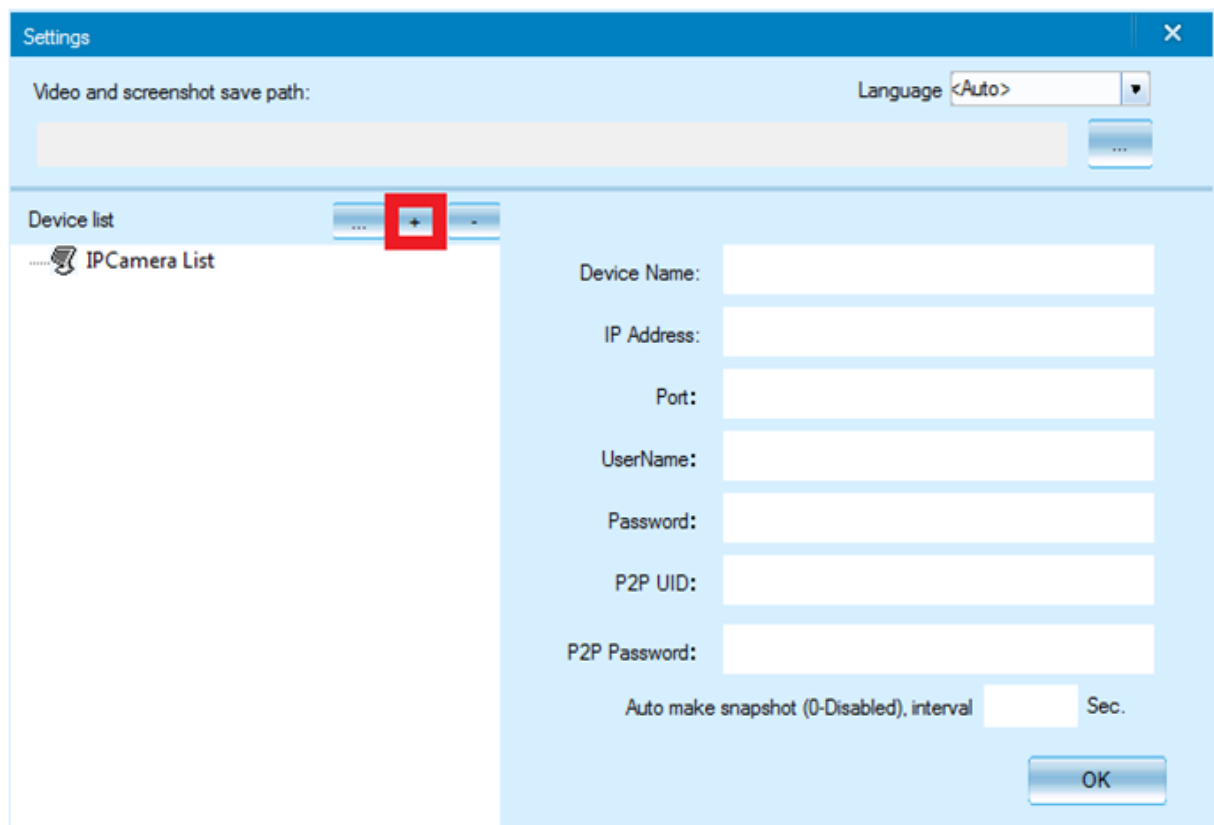 Settings
Video and screenshot save path:
Language <Auto>
...
Device list ... + -
IPCamera List
Device Name:
IP Address:
Port:
UserName:
Password:
P2P UID:
P2P Password:
Auto make snapshot (0-Disabled), interval Sec.
OK